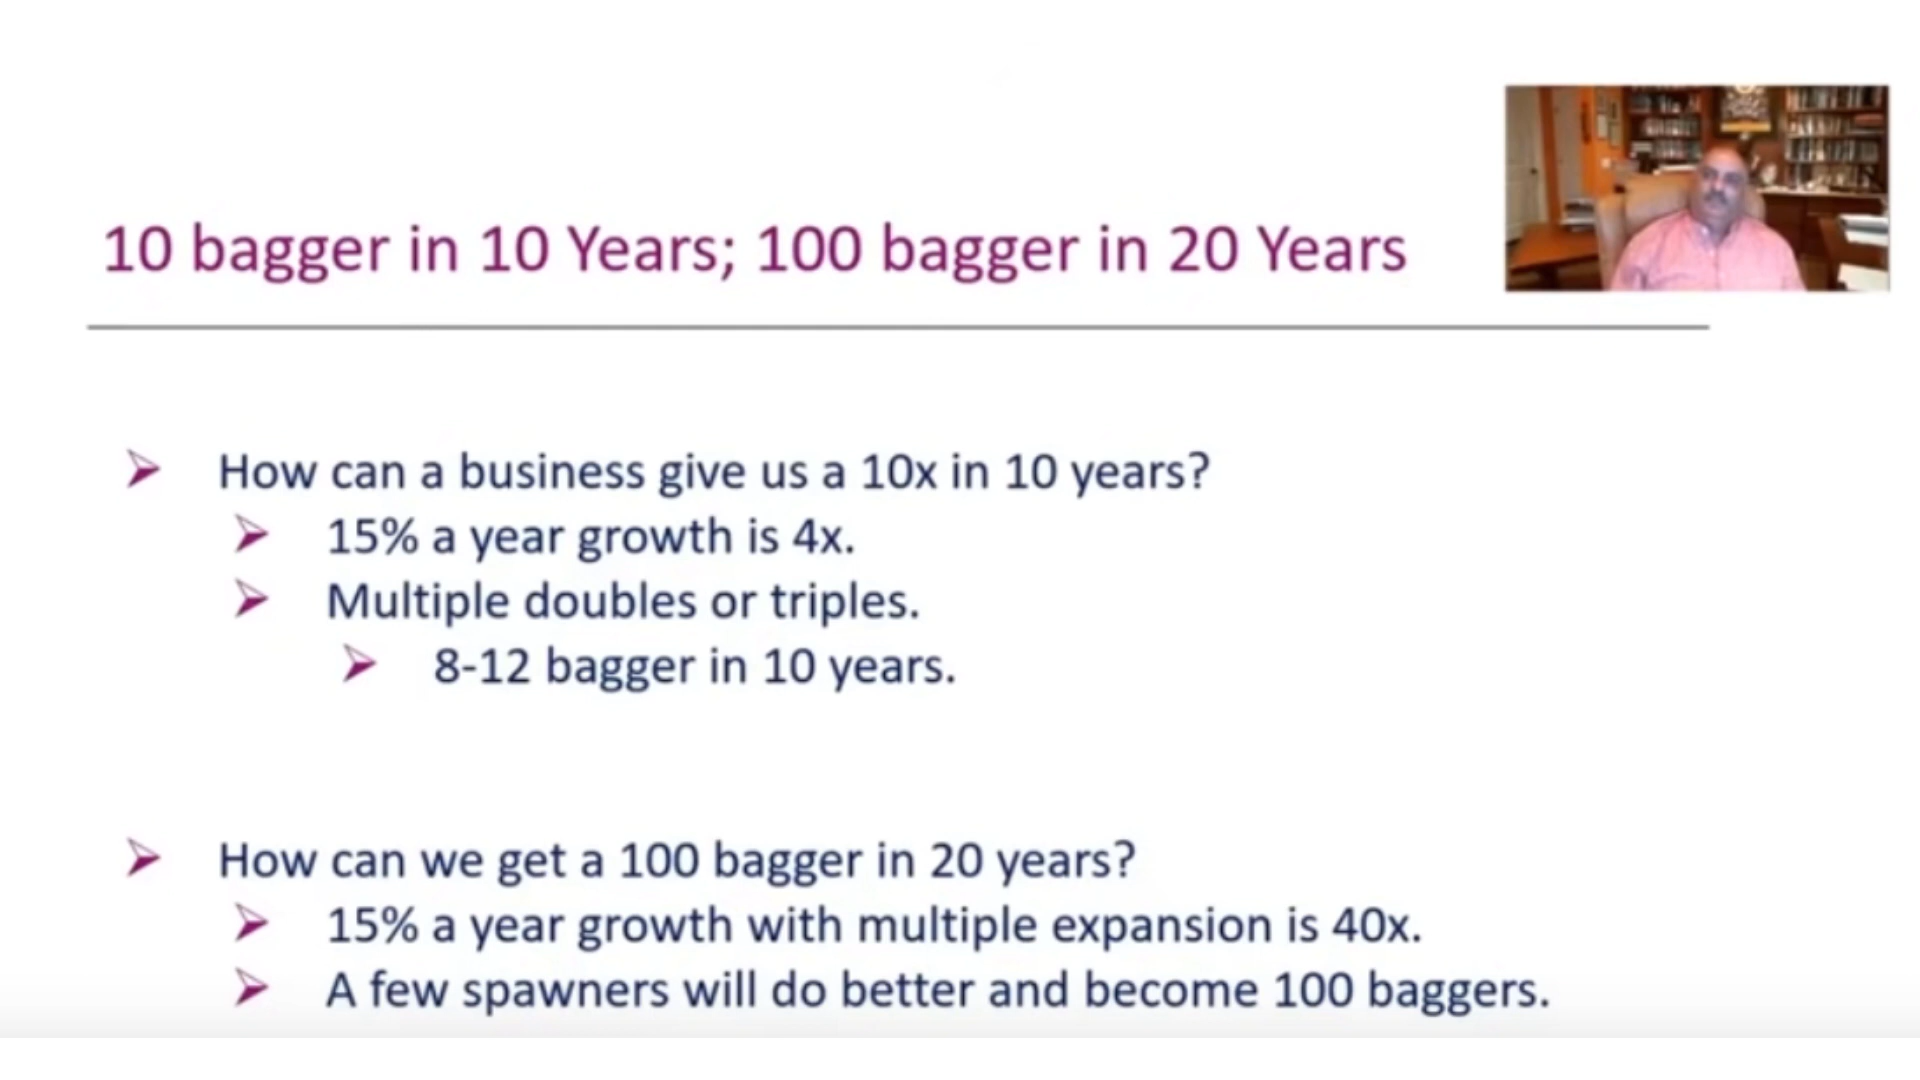 10 bagger in 10 Years; 100 bagger in 20 Years
How can a business give us a 10x in 10 years?
15% a year growth is 4x.
Multiple doubles or triples.
8-12 bagger in 10 years.
How can we get a 100 bagger in 20 years?
15% a year growth with multiple expansion is 40x.
A few spawners will do better and become 100 baggers.